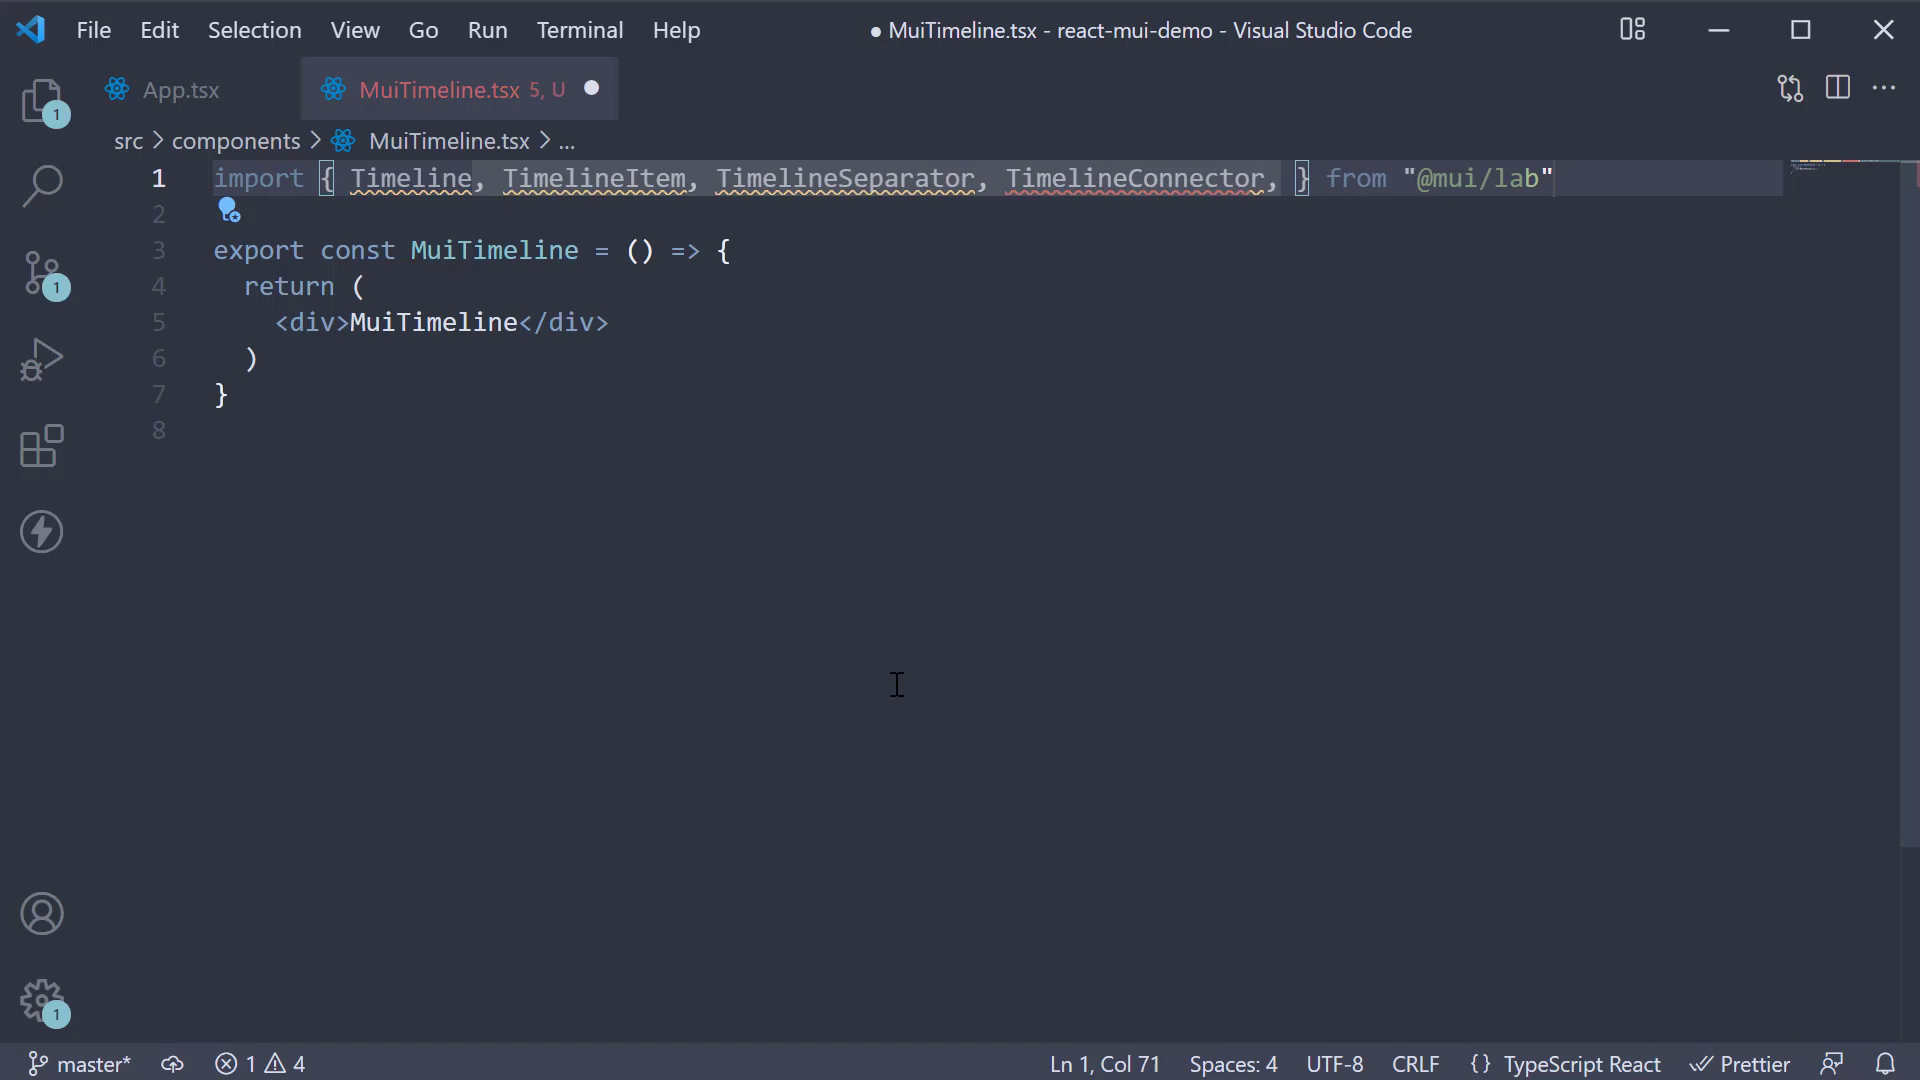 File Edit Selection View Go Run Terminal Help ● MuiTimeline.tsx - react-mui-demo - Visual Studio Code
App.tsx MuiTimeline.tsx 5, U
src > components > MuiTimeline.tsx > ...
1 import { Timeline, TimelineItem, TimelineSeparator, TimelineConnector, } from "@mui/lab"
2
3 export const MuiTimeline = () => {
4 return (
5 <div>MuiTimeline</div>
6 )
7 }
8
1
1
1
master* 1 4 Ln 1, Col 71 Spaces: 4 UTF-8 CRLF {} TypeScript React Prettier